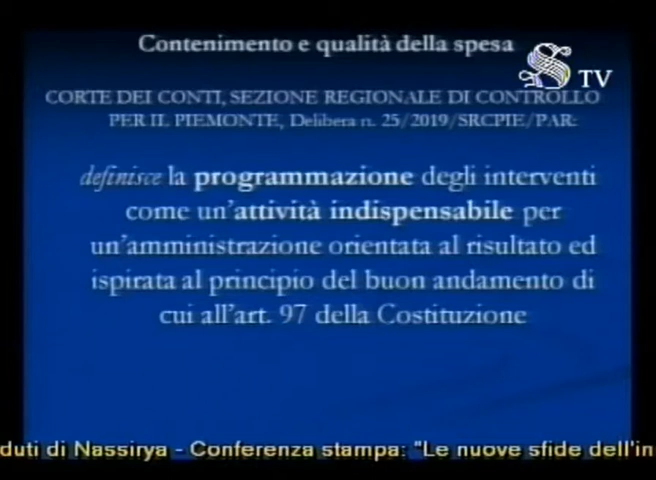 Contenimento e qualità della spesa
S TV
CORTE DEI CONTI, SEZIONE REGIONALE DI CONTROLLO
PER IL PIEMONTE, Delibera n. 25/2019/SRCPIE/PAR:
definisce la programmazione degli interventi
come un'attività indispensabile per
un'amministrazione orientata al risultato ed
ispirata al principio del buon andamento di
cui all'art. 97 della Costituzione
duti di Nassirya - Conferenza stampa: "Le nuove sfide dell'in